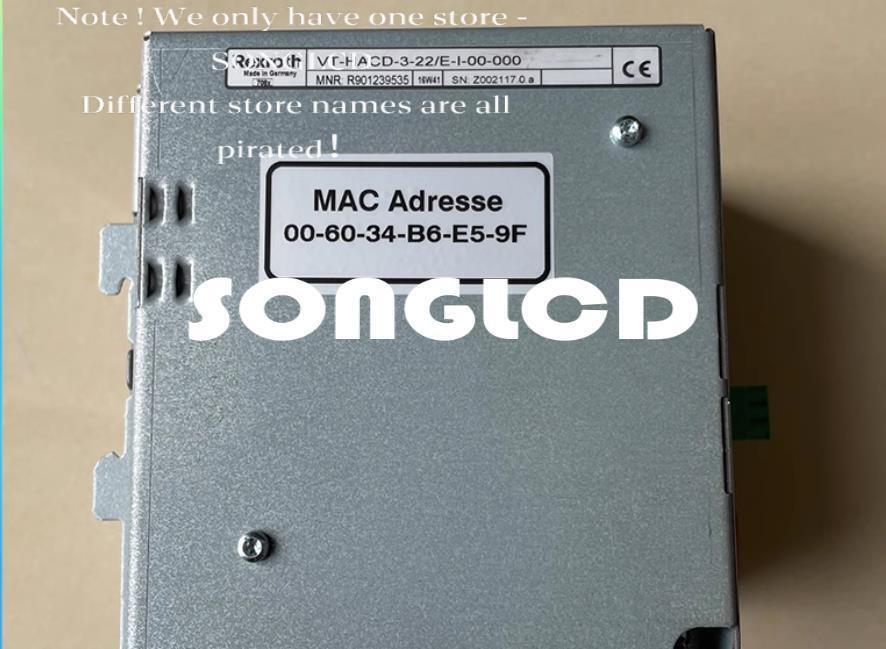 Note ! We only have one store -
SONGLCD
Rexroth VT-HACD-3-22/E-I-00-000
Made in Germany
MNR: R901239535 16W41 SN: Z002117.0.a
CE
Different store names are all
pirated !
MAC Adresse
00-60-34-B6-E5-9F
SONGLCD